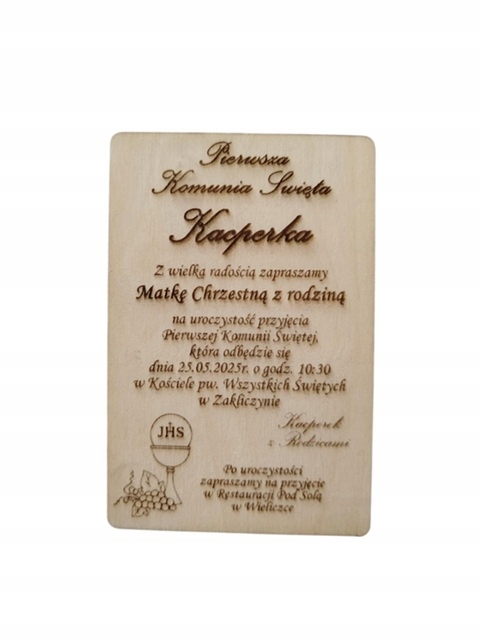 Pierwsza
Komunia Święta
Kacperka
Z wielką radością zapraszamy
Matkę Chrzestną z rodziną
na uroczystość przyjęcia
Pierwszej Komunii Świętej,
która odbędzie się
dnia 25.05.2025r. o godz. 10:30
w Kościele pw. Wszystkich Świętych
w Zakliczynie
Kacperek
z Rodzicami
JHS
Po uroczystości
zapraszamy na przyjęcie
w Restauracji Pod Solą
w Wieliczce